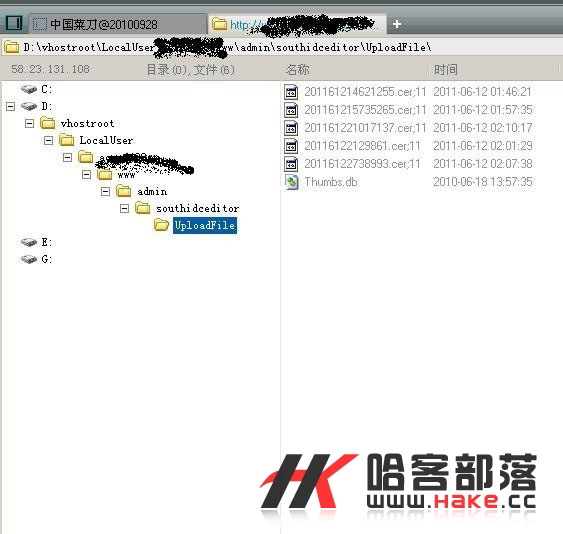 中国菜刀@20100928
http://
D:\vhostroot\LocalUser
ww\admin\southidceditor\UploadFile\
58.23.131.108
目录(0),文件(6)
名称
时间
C:
D:
vhostroot
LocalUser
www
admin
southidceditor
UploadFile
E:
G:
201161214621255.cer;11 2011-06-12 01:46:21
201161215735265.cer;11 2011-06-12 01:57:35
201161221017137.cer;11 2011-06-12 02:10:17
20116122129861.cer;11 2011-06-12 02:01:29
20116122738993.cer;11 2011-06-12 02:07:38
Thumbs.db 2010-06-18 13:57:35
HK 哈客部落
www.HAKE.cc